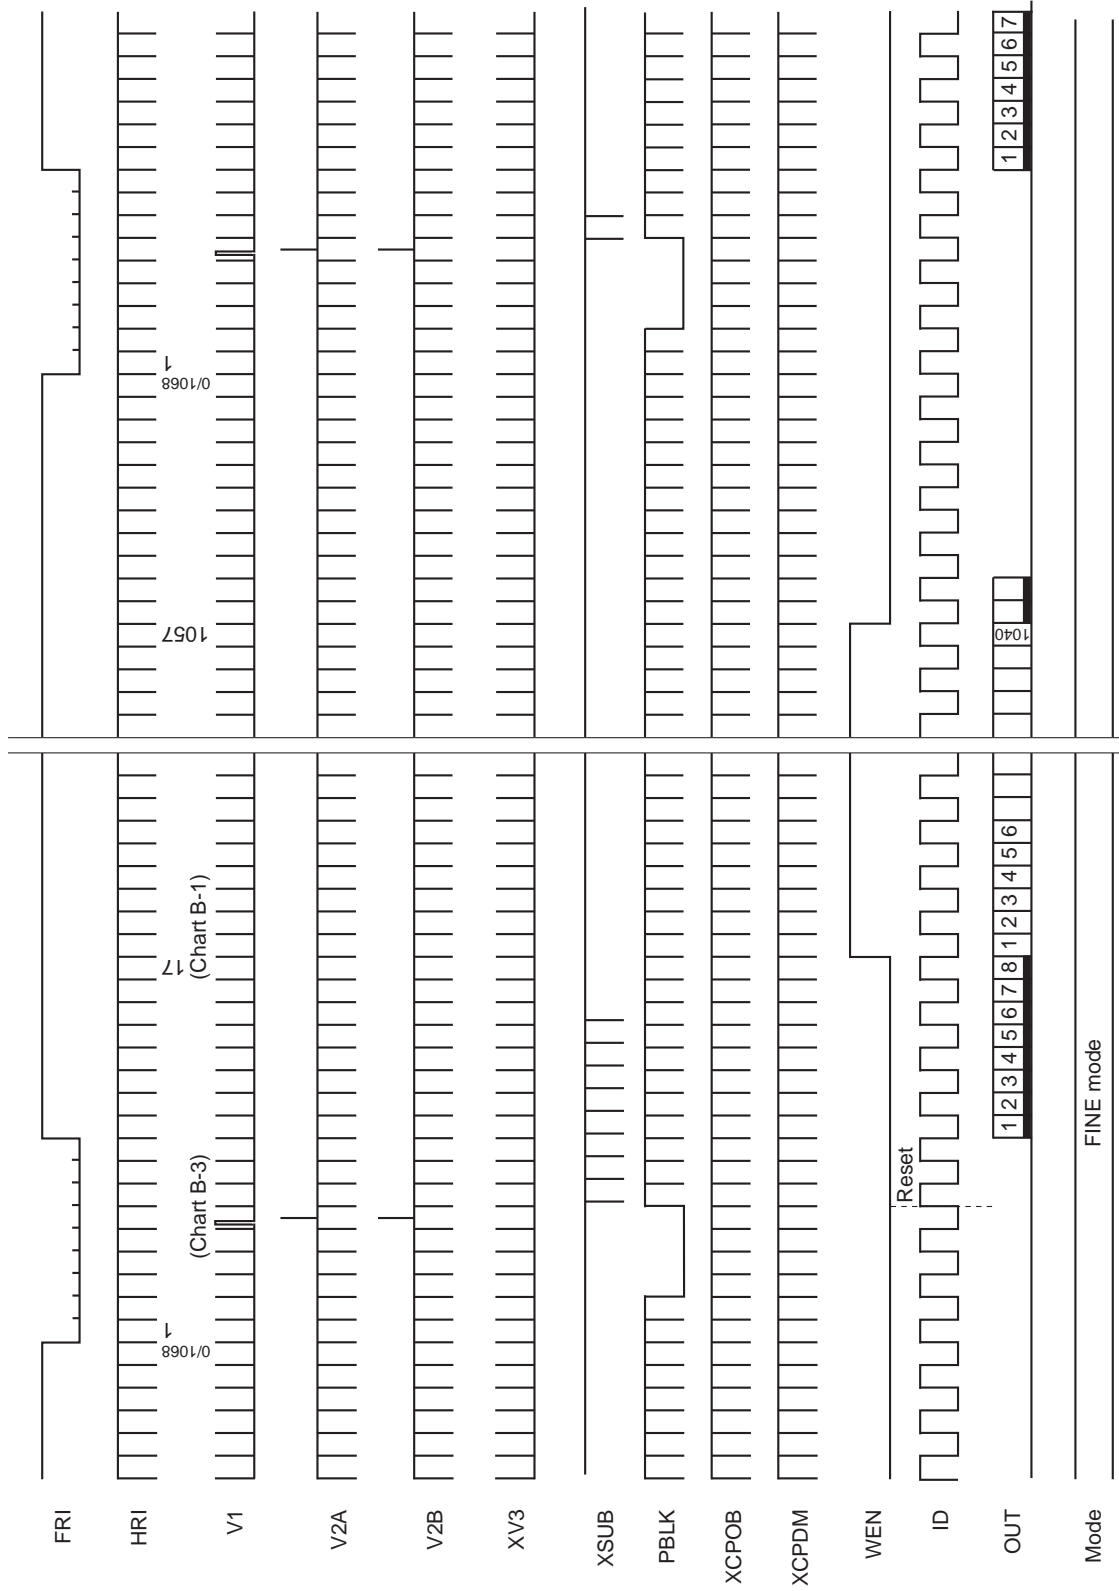 FRI
HRI
0/1068
1
17
1057
0/1068
1
V1
(Chart B-3)
(Chart B-1)
V2A
V2B
XV3
XSUB
PBLK
XCPOB
XCPDM
WEN
Reset
ID
OUT
1 2 3 4 5 6 7 8 1 2 3 4 5 6
1040
1 2 3 4 5 6 7
Mode
FINE mode